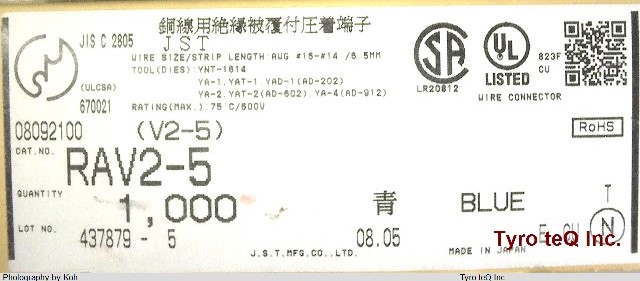 銅線用絶縁被覆付圧着端子
JIS C 2805
J S T
WIRE SIZE/STRIP LENGTH AWG #16-#14 /6.5MM
TOOL(DIES): YNT-1614
YA-1, YAT-1, YAD-1(AD-202)
YA-2, YAT-2(AD-602), YA-4(AD-912)
RATING(MAX.):75°C/600V
(ULCSA)
670021
SA
LR20812
UL
LISTED
823F
CU
WIRE CONNECTOR
RoHS
08092100 (V2-5)
CAT.NO. RAV2-5
QUANTITY 1,000 青 BLUE T
LOT NO. 437879 - 5 08.05 E CU N
J.S.T.MFG.CO.,LTD. MADE IN JAPAN
Tyro teQ Inc.
Photography by Koh Tyro teQ Inc